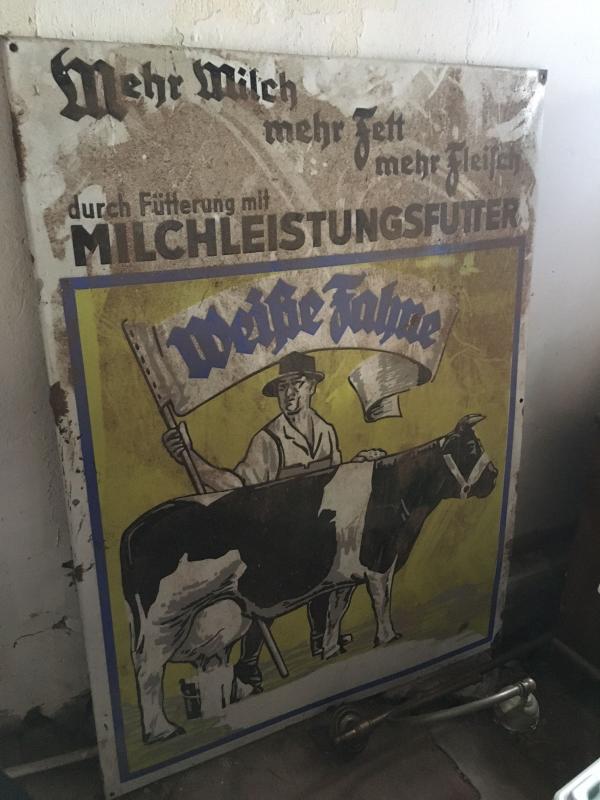 Mehr Milch
mehr Fett
mehr Fleisch
durch Fütterung mit
MILCHLEISTUNGSFUTTER
weiße Fahne